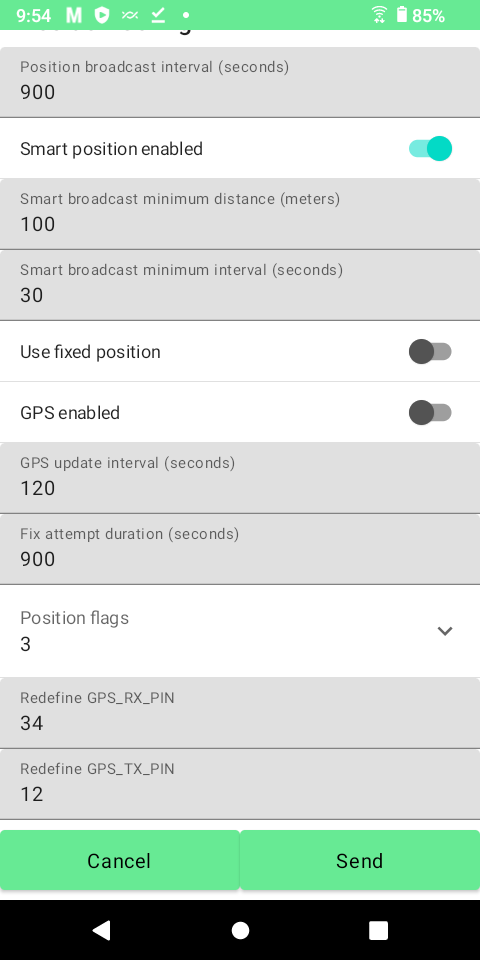 9:54
85%
Position broadcast interval (seconds)
900
Smart position enabled
Smart broadcast minimum distance (meters)
100
Smart broadcast minimum interval (seconds)
30
Use fixed position
GPS enabled
GPS update interval (seconds)
120
Fix attempt duration (seconds)
900
Position flags
3
Redefine GPS_RX_PIN
34
Redefine GPS_TX_PIN
12
Cancel
Send